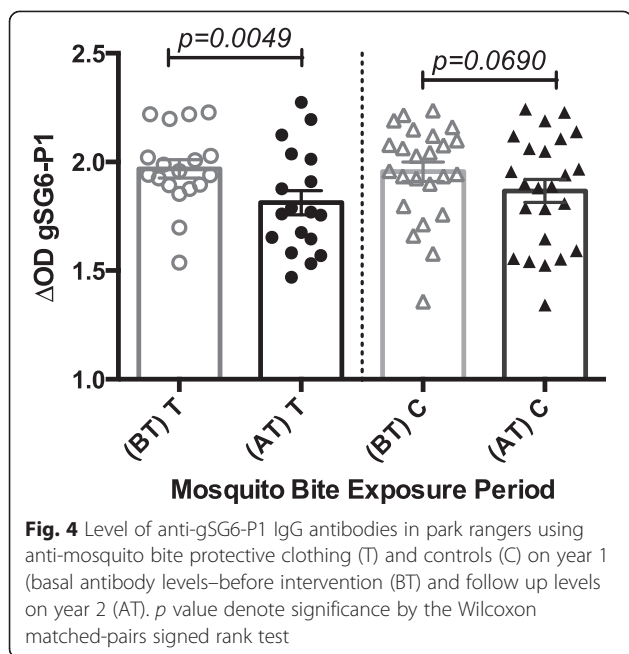 p=0.0049
p=0.0690
2.5
2.0
1.5
1.0
ΔOD gSG6-P1
(BT) T
(AT) T
(BT) C
(AT) C
Mosquito Bite Exposure Period
Fig. 4 Level of anti-gSG6-P1 IgG antibodies in park rangers using
anti-mosquito bite protective clothing (T) and controls (C) on year 1
(basal antibody levels–before intervention (BT) and follow up levels
on year 2 (AT). p value denote significance by the Wilcoxon
matched-pairs signed rank test